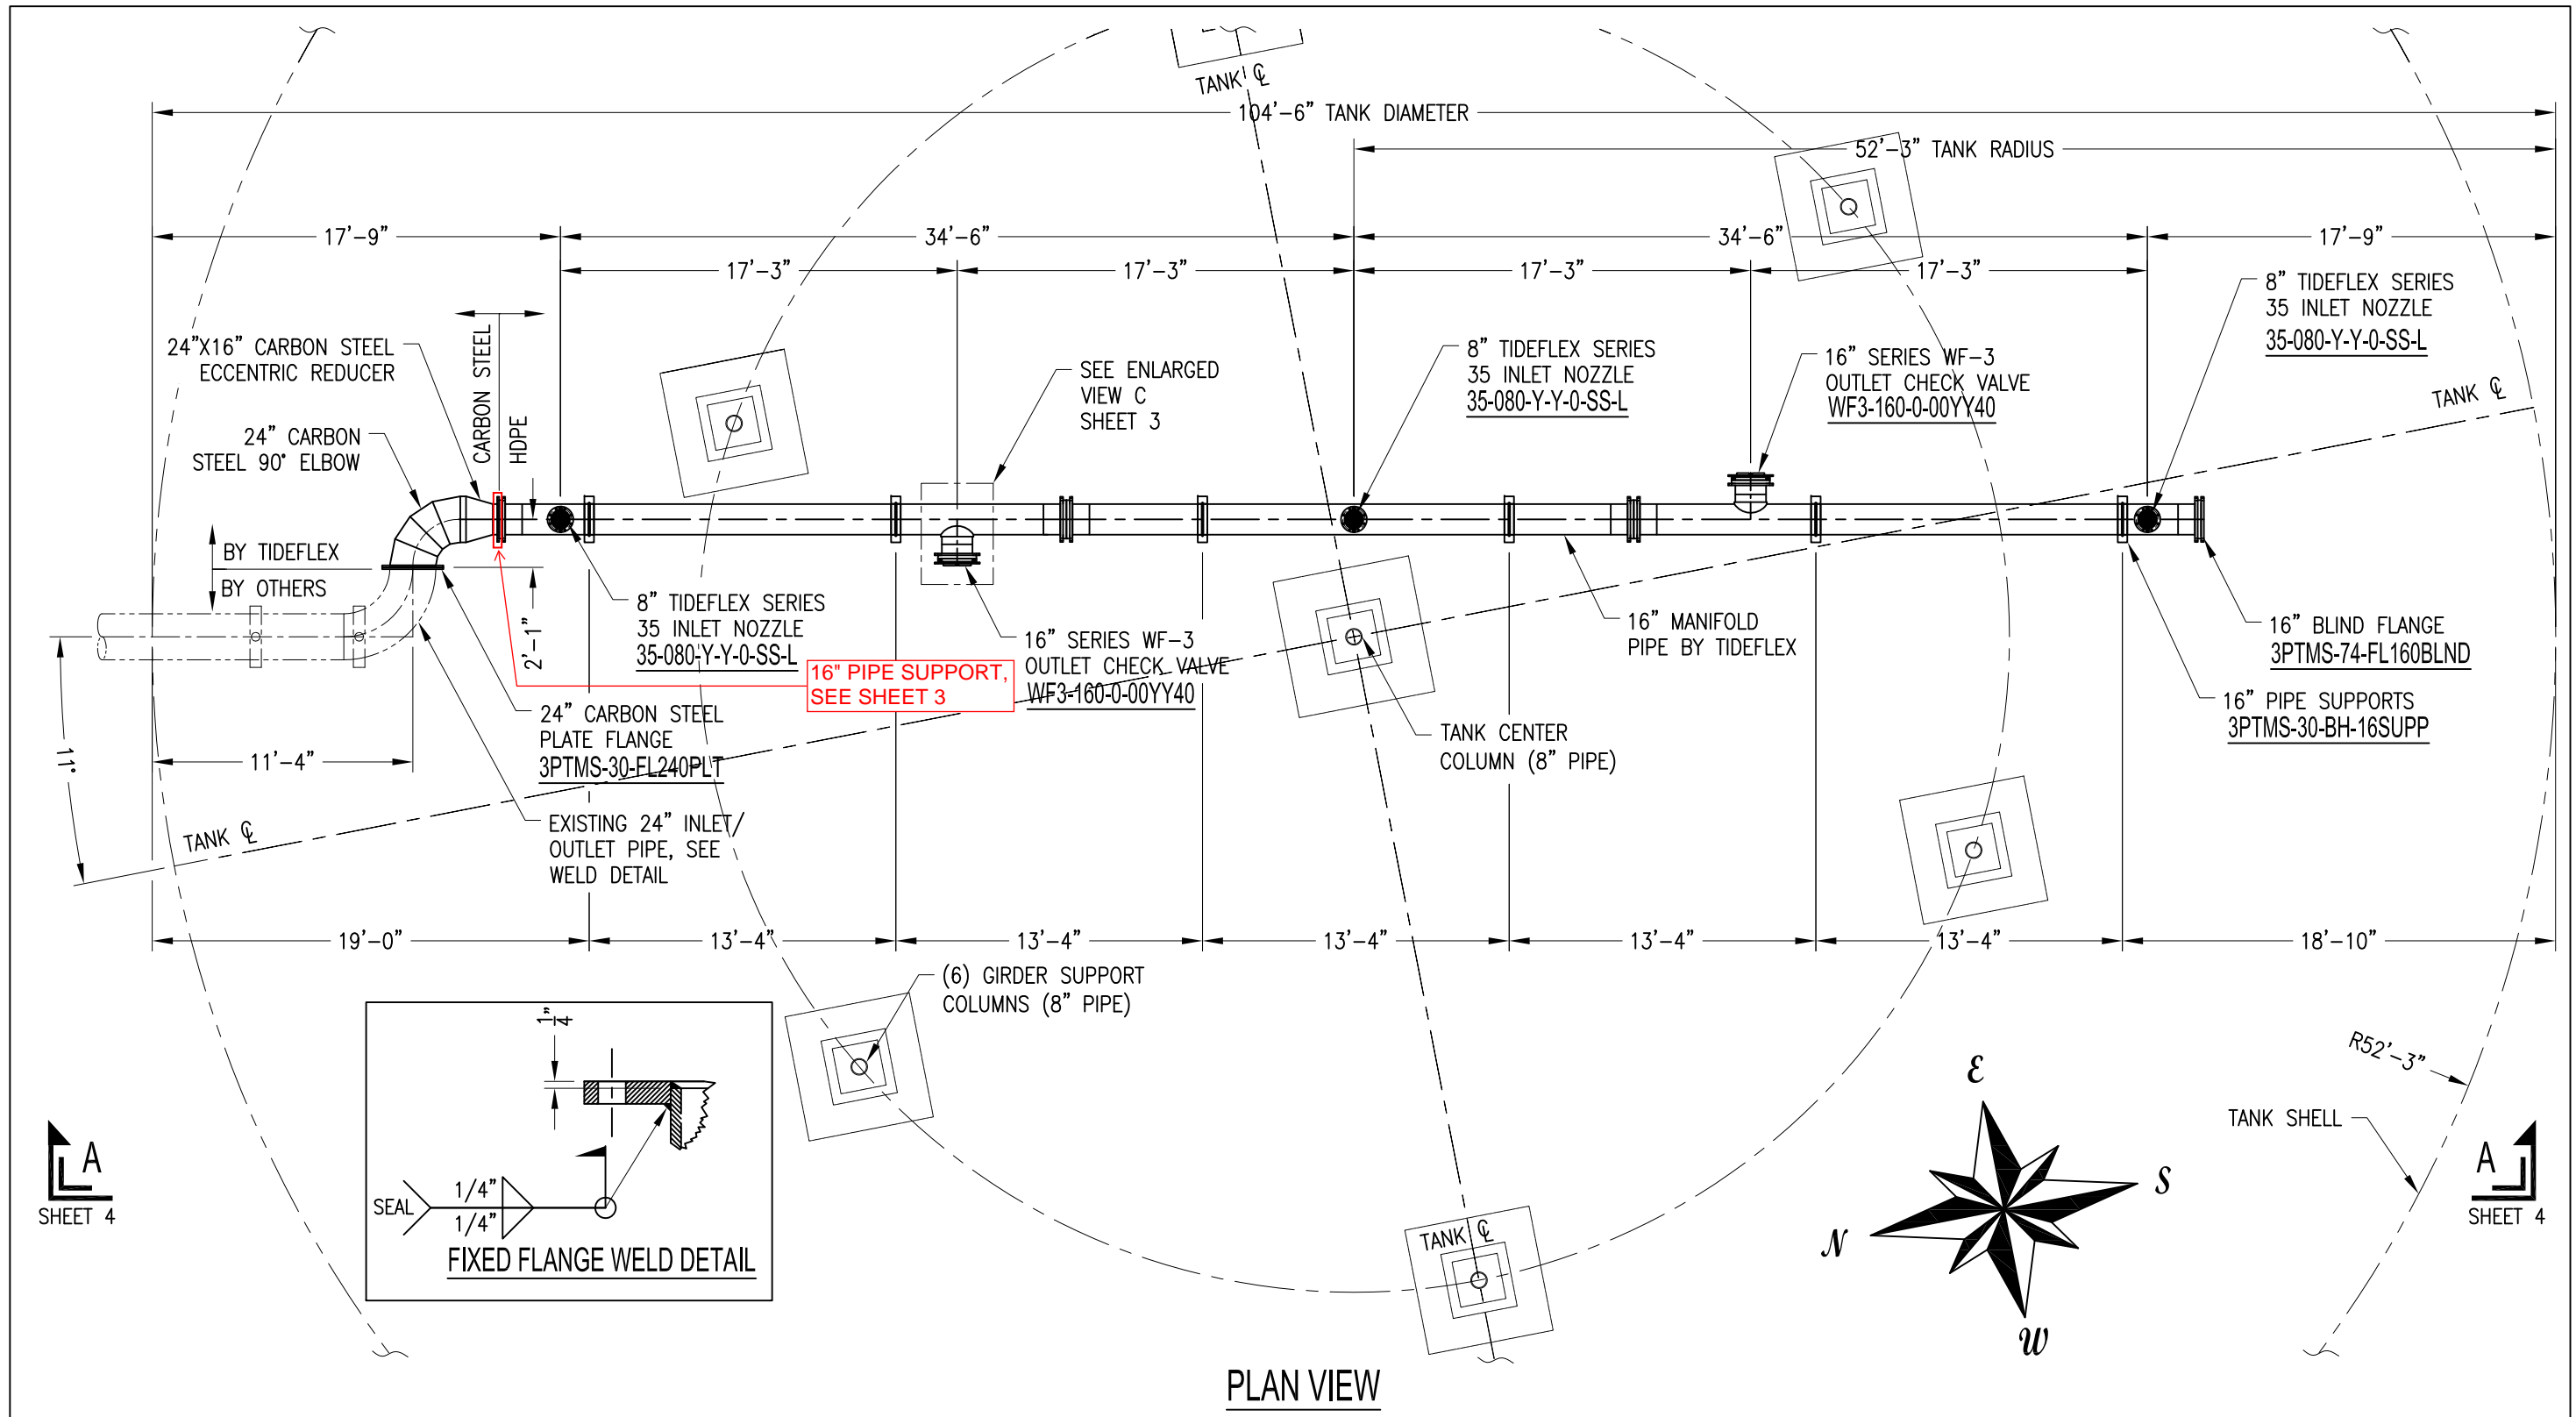 TANK ℄
104'-6" TANK DIAMETER
52'-3" TANK RADIUS
17'-9"
34'-6"
34'-6"
17'-9"
17'-3"
17'-3"
17'-3"
17'-3"
8" TIDEFLEX SERIES
35 INLET NOZZLE
35-080-Y-Y-0-SS-L
24"X16" CARBON STEEL
ECCENTRIC REDUCER
CARBON STEEL
HDPE
SEE ENLARGED
VIEW C
SHEET 3
8" TIDEFLEX SERIES
35 INLET NOZZLE
35-080-Y-Y-0-SS-L
16" SERIES WF-3
OUTLET CHECK VALVE
WF3-160-0-00YY40
TANK ℄
24" CARBON
STEEL 90° ELBOW
BY TIDEFLEX
BY OTHERS
8" TIDEFLEX SERIES
35 INLET NOZZLE
35-080-Y-Y-0-SS-L
2'-1"
16" PIPE SUPPORT,
SEE SHEET 3
16" SERIES WF-3
OUTLET CHECK VALVE
WF3-160-0-00YY40
16" MANIFOLD
PIPE BY TIDEFLEX
16" BLIND FLANGE
3PTMS-74-FL160BLND
16" PIPE SUPPORTS
3PTMS-30-BH-16SUPP
24" CARBON STEEL
PLATE FLANGE
3PTMS-30-FL240PLT
TANK CENTER
COLUMN (8" PIPE)
11°
11'-4"
TANK ℄
EXISTING 24" INLET/
OUTLET PIPE, SEE
WELD DETAIL
19'-0"
13'-4"
13'-4"
13'-4"
13'-4"
13'-4"
18'-10"
(6) GIRDER SUPPORT
COLUMNS (8" PIPE)
1"
4
SEAL
1/4"
1/4"
FIXED FLANGE WELD DETAIL
R52'-3"
TANK SHELL
A
SHEET 4
A
SHEET 4
E
S
N
W
TANK ℄
PLAN VIEW